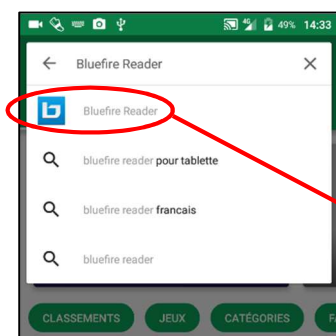 49% 14:33
Bluefire Reader
Bluefire Reader
bluefire reader pour tablette
bluefire reader francais
bluefire reader
CLASSEMENTS JEUX CATÉGORIES